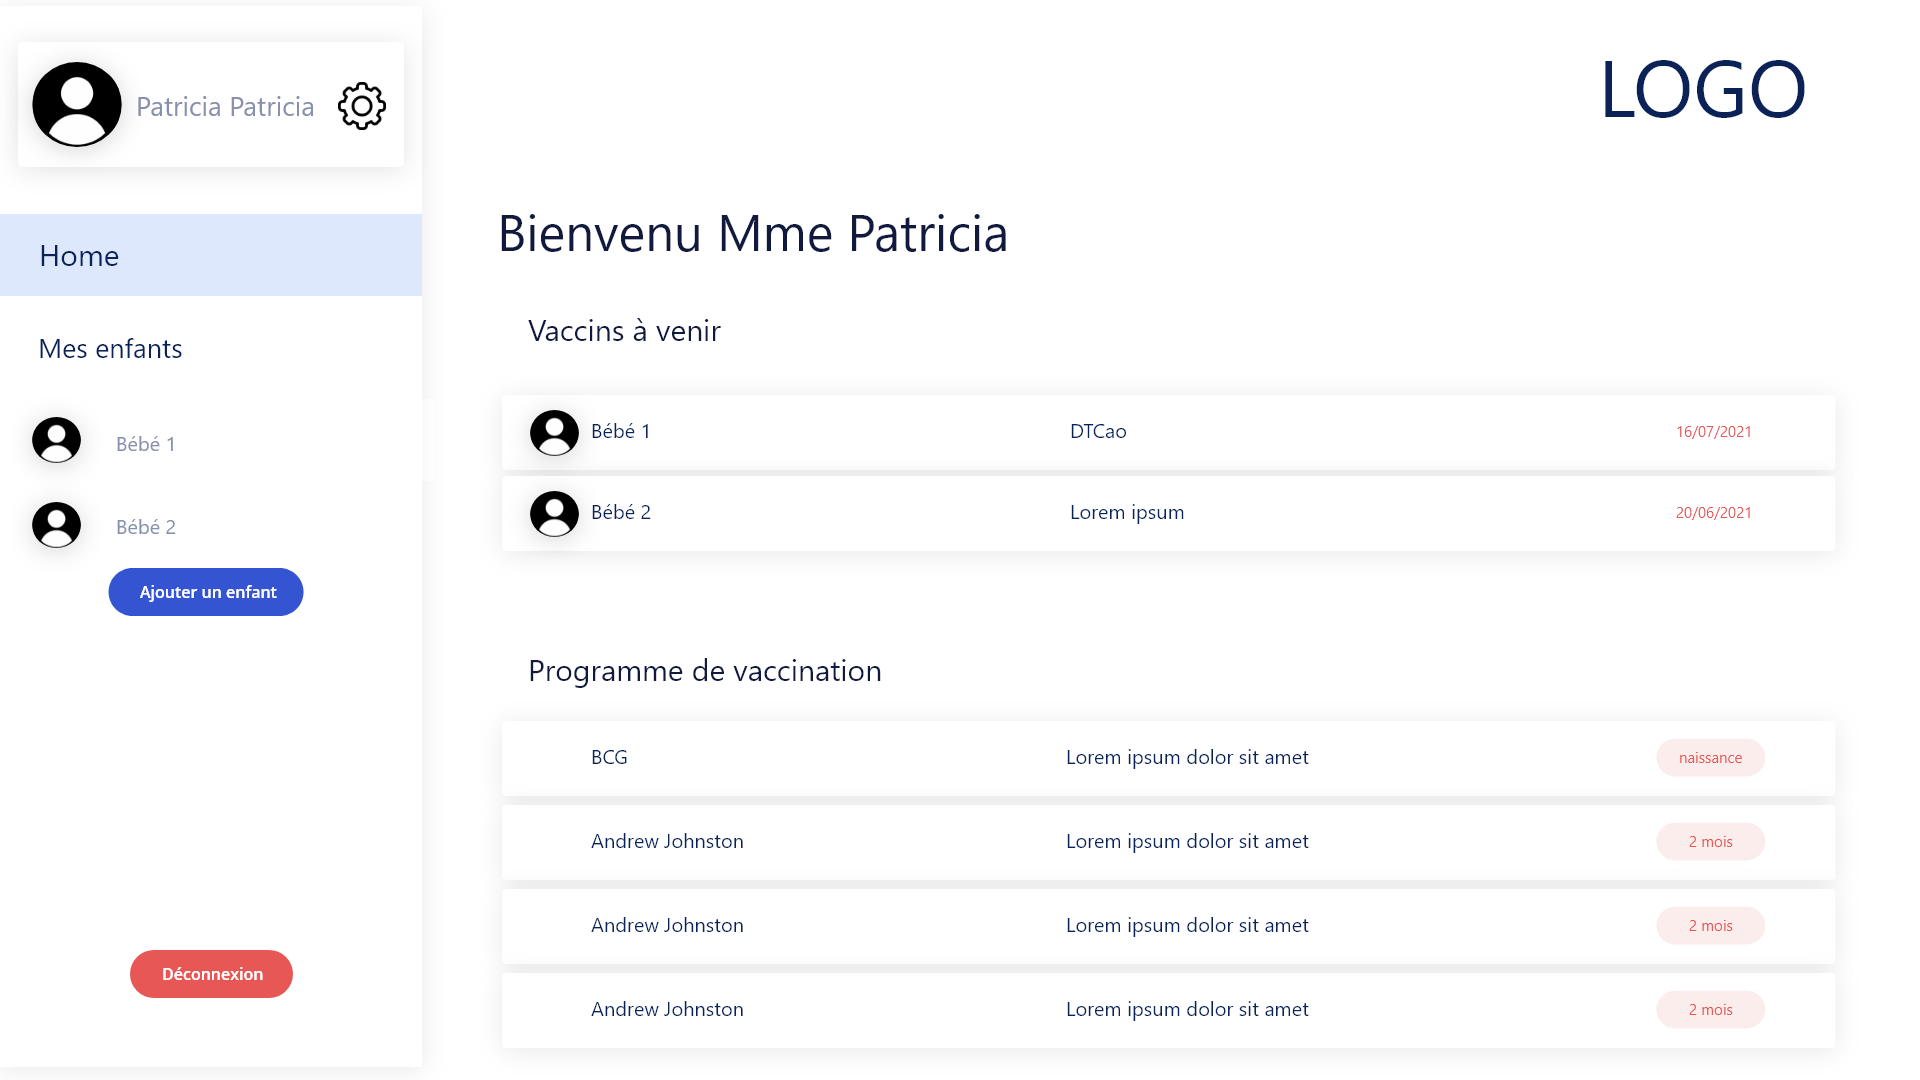 Patricia Patricia
Home
Mes enfants
Bébé 1
Bébé 2
Ajouter un enfant
Déconnexion
LOGO
Bienvenu Mme Patricia
Vaccins à venir
Bébé 1 DTCao 16/07/2021
Bébé 2 Lorem ipsum 20/06/2021
Programme de vaccination
BCG Lorem ipsum dolor sit amet naissance
Andrew Johnston Lorem ipsum dolor sit amet 2 mois
Andrew Johnston Lorem ipsum dolor sit amet 2 mois
Andrew Johnston Lorem ipsum dolor sit amet 2 mois